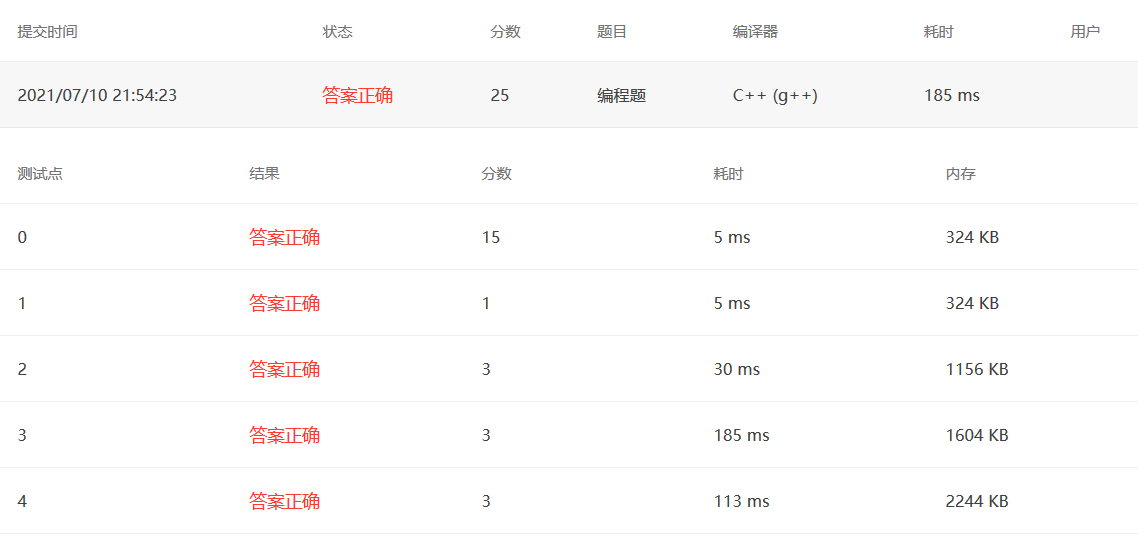 提交时间 状态 分数 题目 编译器 耗时 用户
2021/07/10 21:54:23 答案正确 25 编程题 C++ (g++) 185 ms
测试点 结果 分数 耗时 内存
0 答案正确 15 5 ms 324 KB
1 答案正确 1 5 ms 324 KB
2 答案正确 3 30 ms 1156 KB
3 答案正确 3 185 ms 1604 KB
4 答案正确 3 113 ms 2244 KB